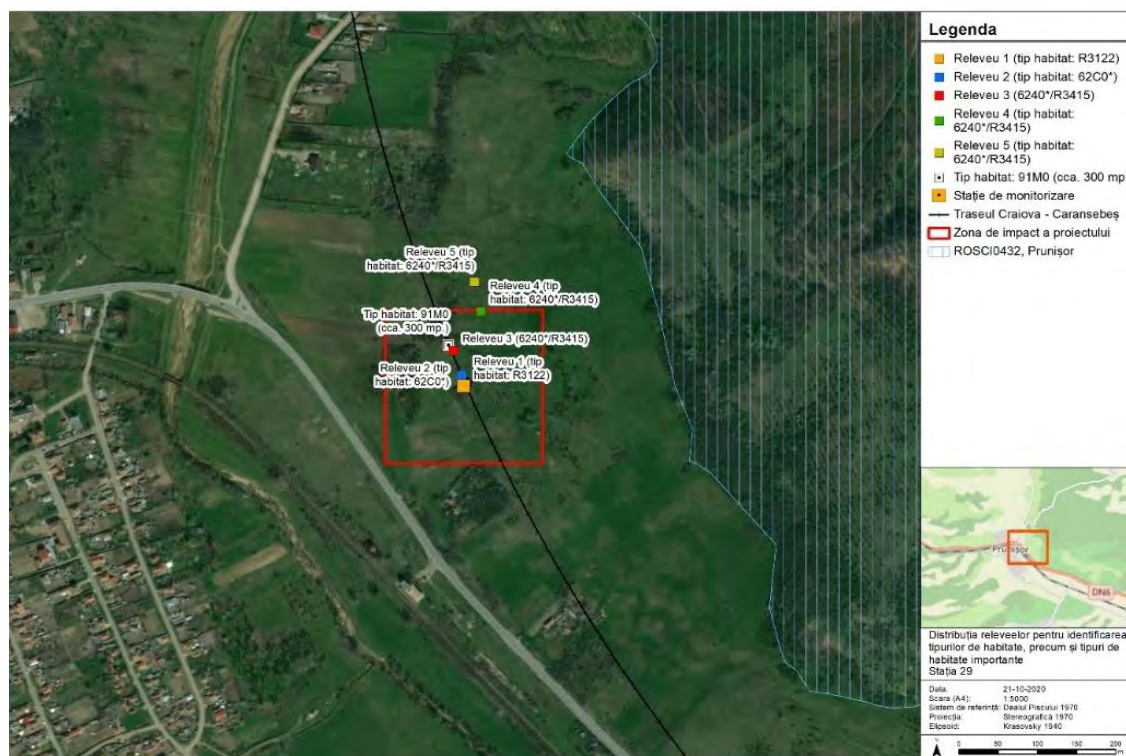 Legenda
Releveu 1 (tip habitat: R3122)
Releveu 2 (tip habitat: 62C0*)
Releveu 3 (6240*/R3415)
Releveu 4 (tip habitat:
6240*/R3415)
Releveu 5 (tip habitat:
6240*/R3415)
Tip habitat: 91M0 (cca. 300 mp
Stație de monitorizare
Traseul Craiova - Caransebeș
Zona de impact a proiectului
ROSCI0432, Prunișor
Releveu 5 (tip
habitat: 6240*/R3415)
Releveu 4 (tip
habitat: 6240*/R3415)
Tip habitat: 91M0
(cca. 300 mp.)
Releveu 3 (6240*/R3415)
Releveu 2 (tip
habitat: 62C0*)
Releveu 1 (tip
habitat: R3122)
Prunișor
DN6
Distribuția releveelor pentru identificarea
tipurilor de habitate, precum și tipuri de
habitate importante
Stația 29
Data: 21-10-2020
Scara (A4): 1:5000
Sistem de referință: Dealul Piscului 1970
Proiecția: Stereografică 1970
Elipsoid: Krasovsky 1940
0 50 100 150 200
m